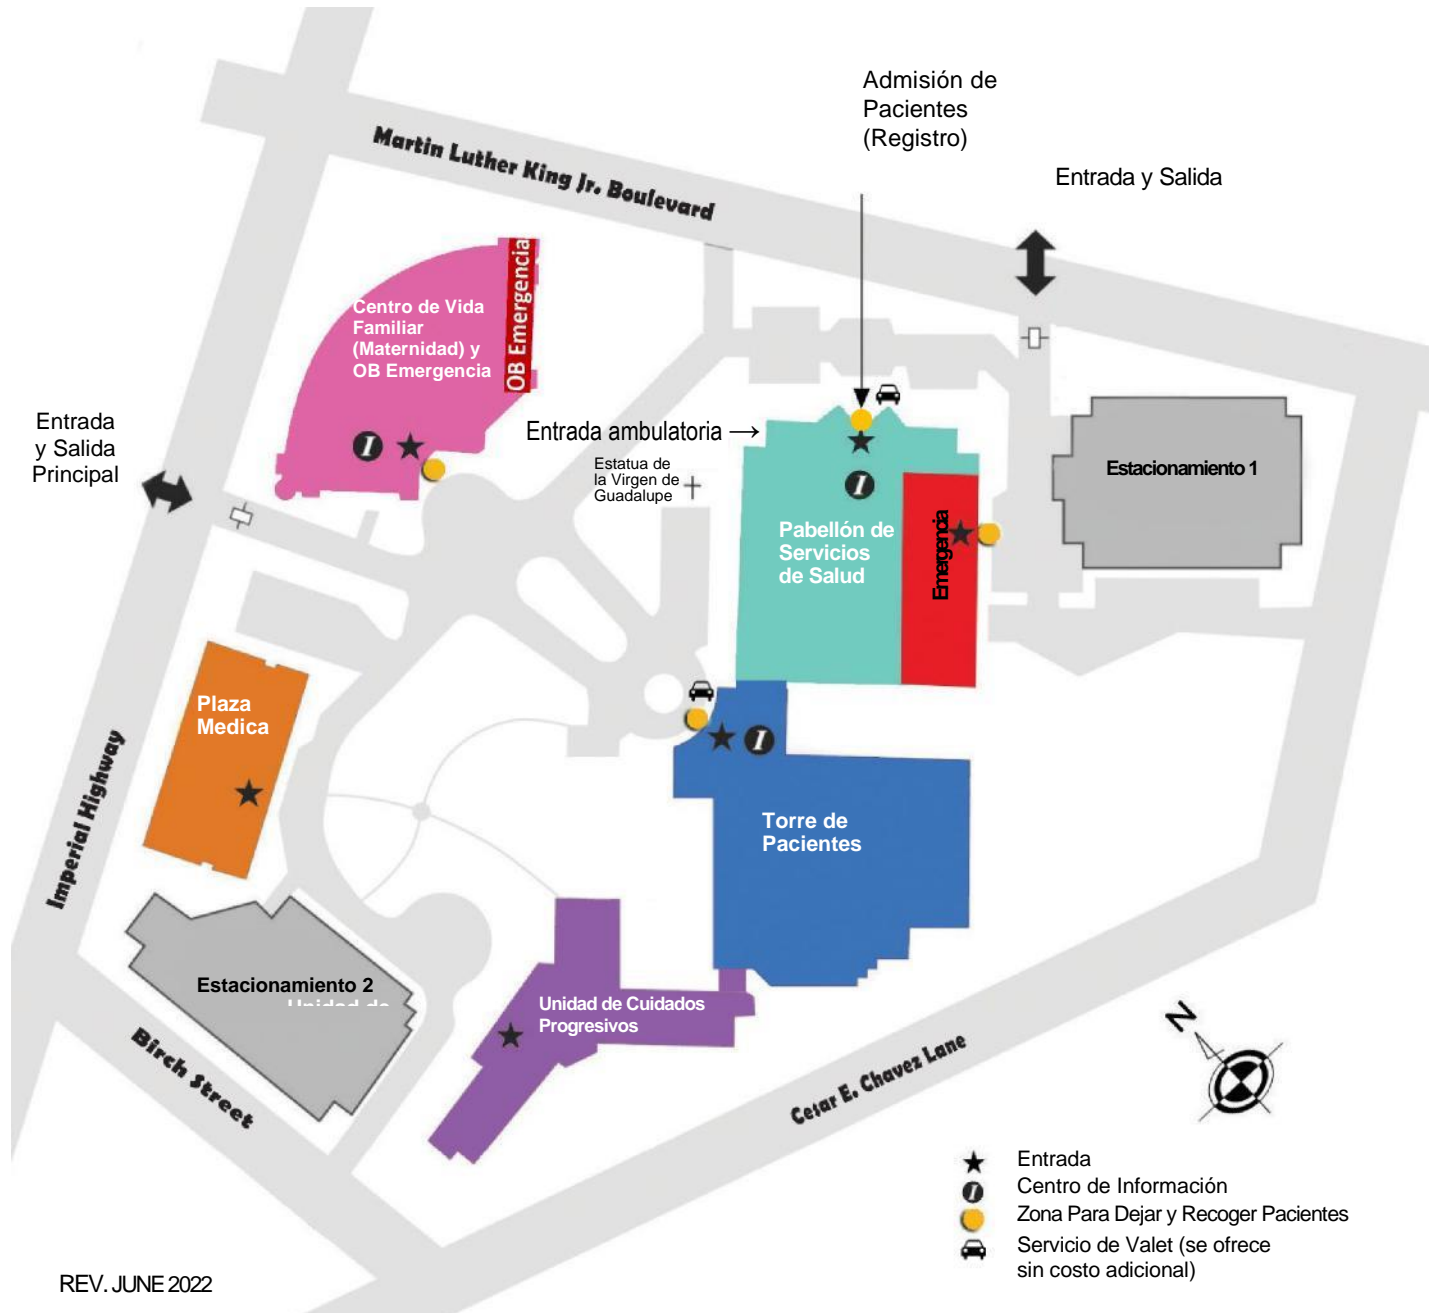 Admisión de
Pacientes
(Registro)
Martin Luther King Jr. Boulevard
Entrada y Salida
OB Emergencia
Centro de Vida
Familiar
(Maternidad) y
OB Emergencia
Entrada
y Salida
Principal
I
Entrada ambulatoria →
Estatua de
la Virgen de
Guadalupe
I
Estacionamiento 1
Pabellón de
Servicios
de Salud
Emergencia
Plaza
Medica
I
Imperial Highway
Torre de
Pacientes
Estacionamiento 2
Unidad de
Unidad de Cuidados
Progresivos
Birch Street
Cesar E. Chavez Lane
N
Entrada
I
Centro de Información
Zona Para Dejar y Recoger Pacientes
Servicio de Valet (se ofrece
sin costo adicional)
REV. JUNE 2022